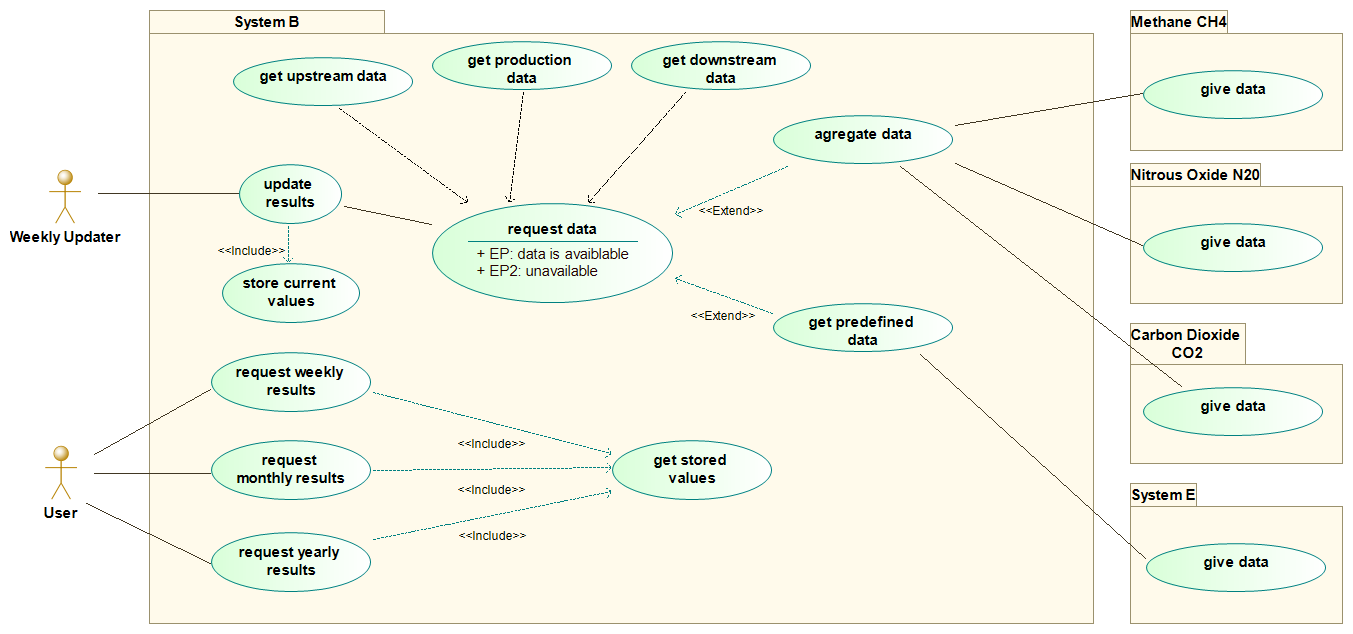 System B
Methane CH4
get upstream data
get production
data
get downstream
data
give data
agregate data
Nitrous Oxide N20
update
results
Weekly Updater
<<Extend>>
request data
+ EP: data is avaiblable
+ EP2: unavailable
give data
<<Include>>
store current
values
<<Extend>>
get predefined
data
Carbon Dioxide
CO2
request weekly
results
give data
<<Include>>
request
monthly results
get stored
values
<<Include>>
System E
User
<<Include>>
request yearly
results
give data